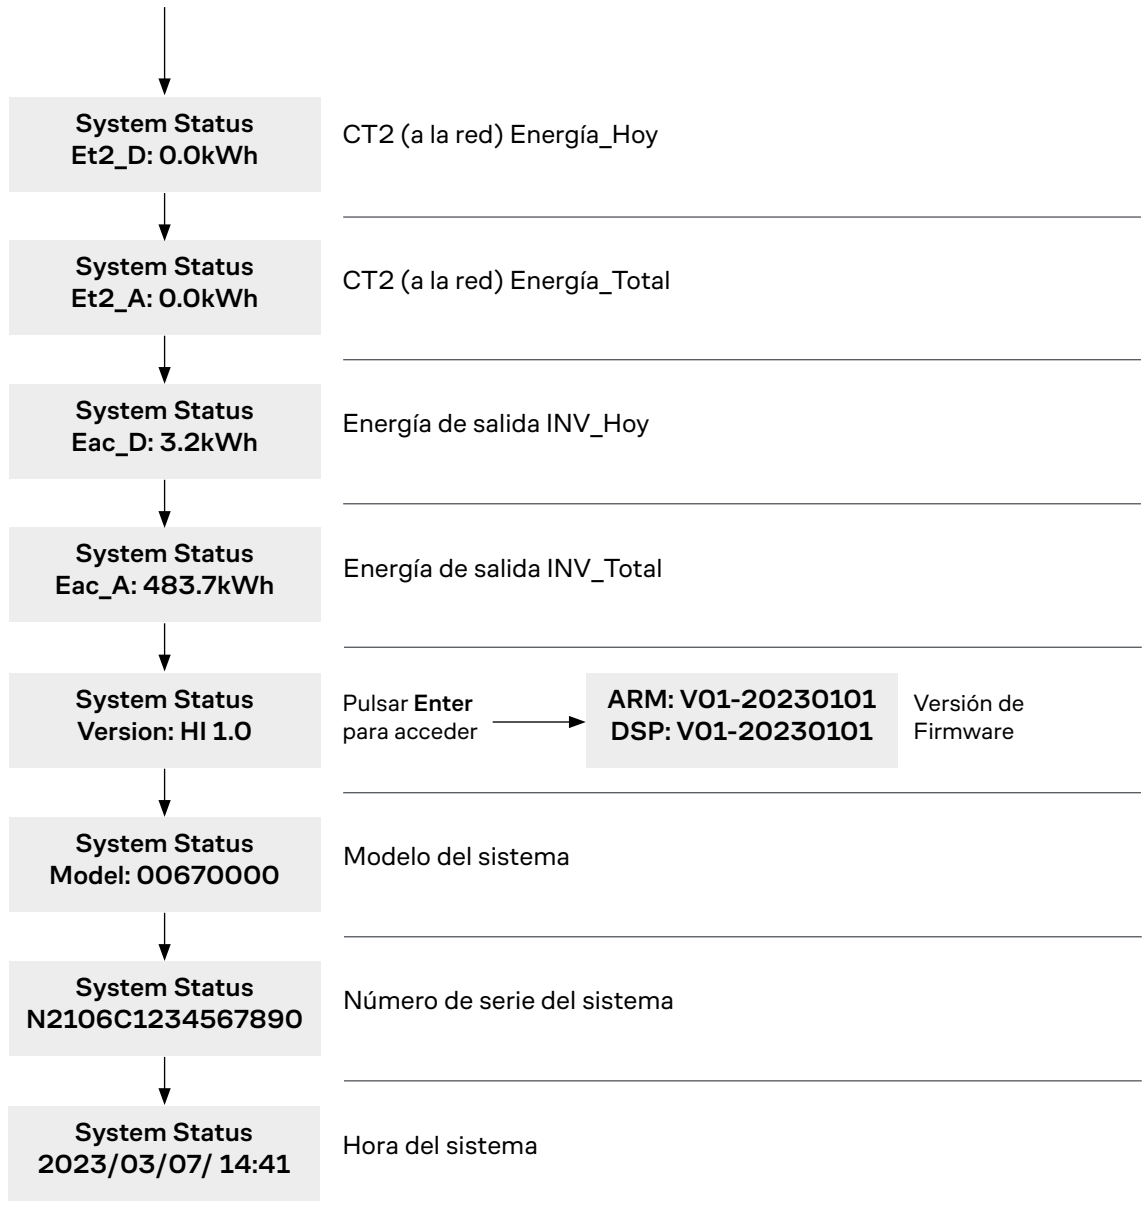 System Status
Et2_D: 0.0kWh
CT2 (a la red) Energía_Hoy
System Status
Et2_A: 0.0kWh
CT2 (a la red) Energía_Total
System Status
Eac_D: 3.2kWh
Energía de salida INV_Hoy
System Status
Eac_A: 483.7kWh
Energía de salida INV_Total
System Status
Version: HI 1.0
Pulsar Enter
para acceder
ARM: V01-20230101
DSP: V01-20230101
Versión de
Firmware
System Status
Model: 00670000
Modelo del sistema
System Status
N2106C1234567890
Número de serie del sistema
System Status
2023/03/07/ 14:41
Hora del sistema